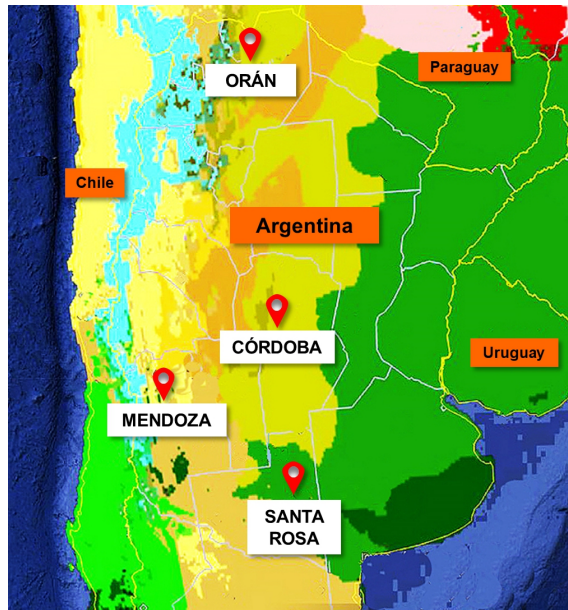 ORÁN
Paraguay
Chile
Argentina
CÓRDOBA
Uruguay
MENDOZA
SANTA
ROSA